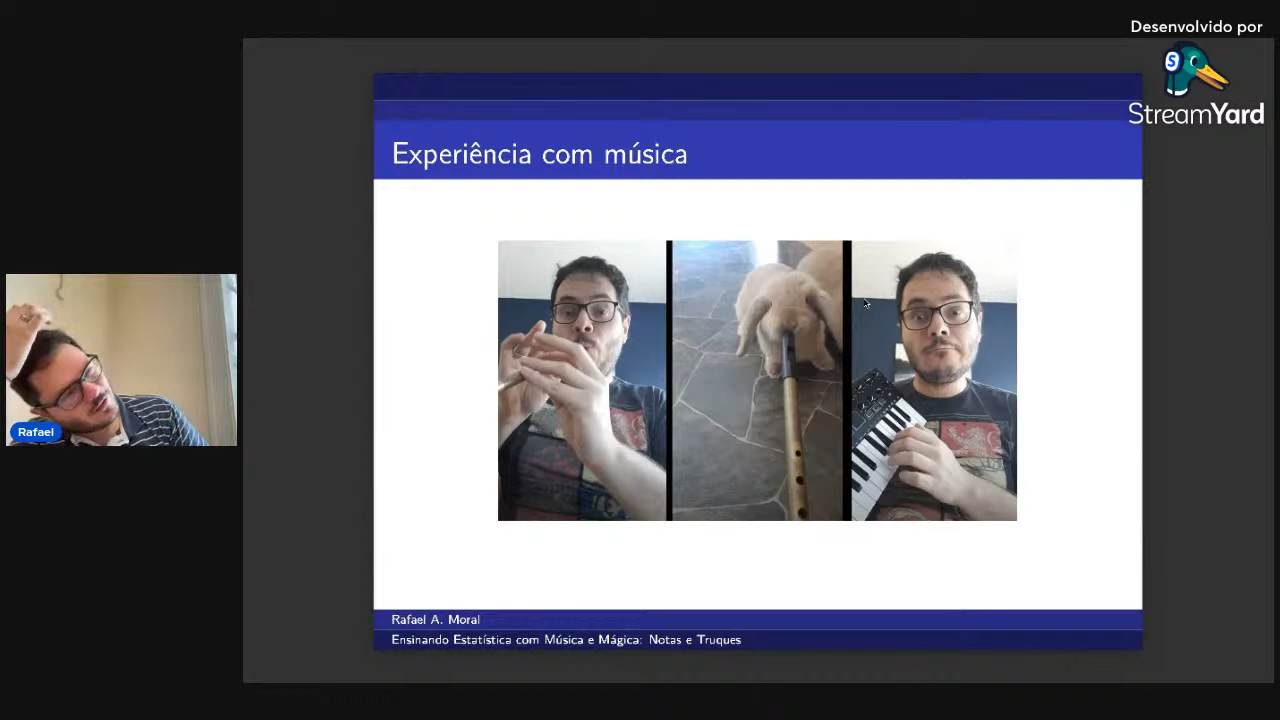 Desenvolvido por
S
StreamYard
Experiência com música
Rafael
Rafael A. Moral
Ensinando Estatística com Música e Mágica: Notas e Truques